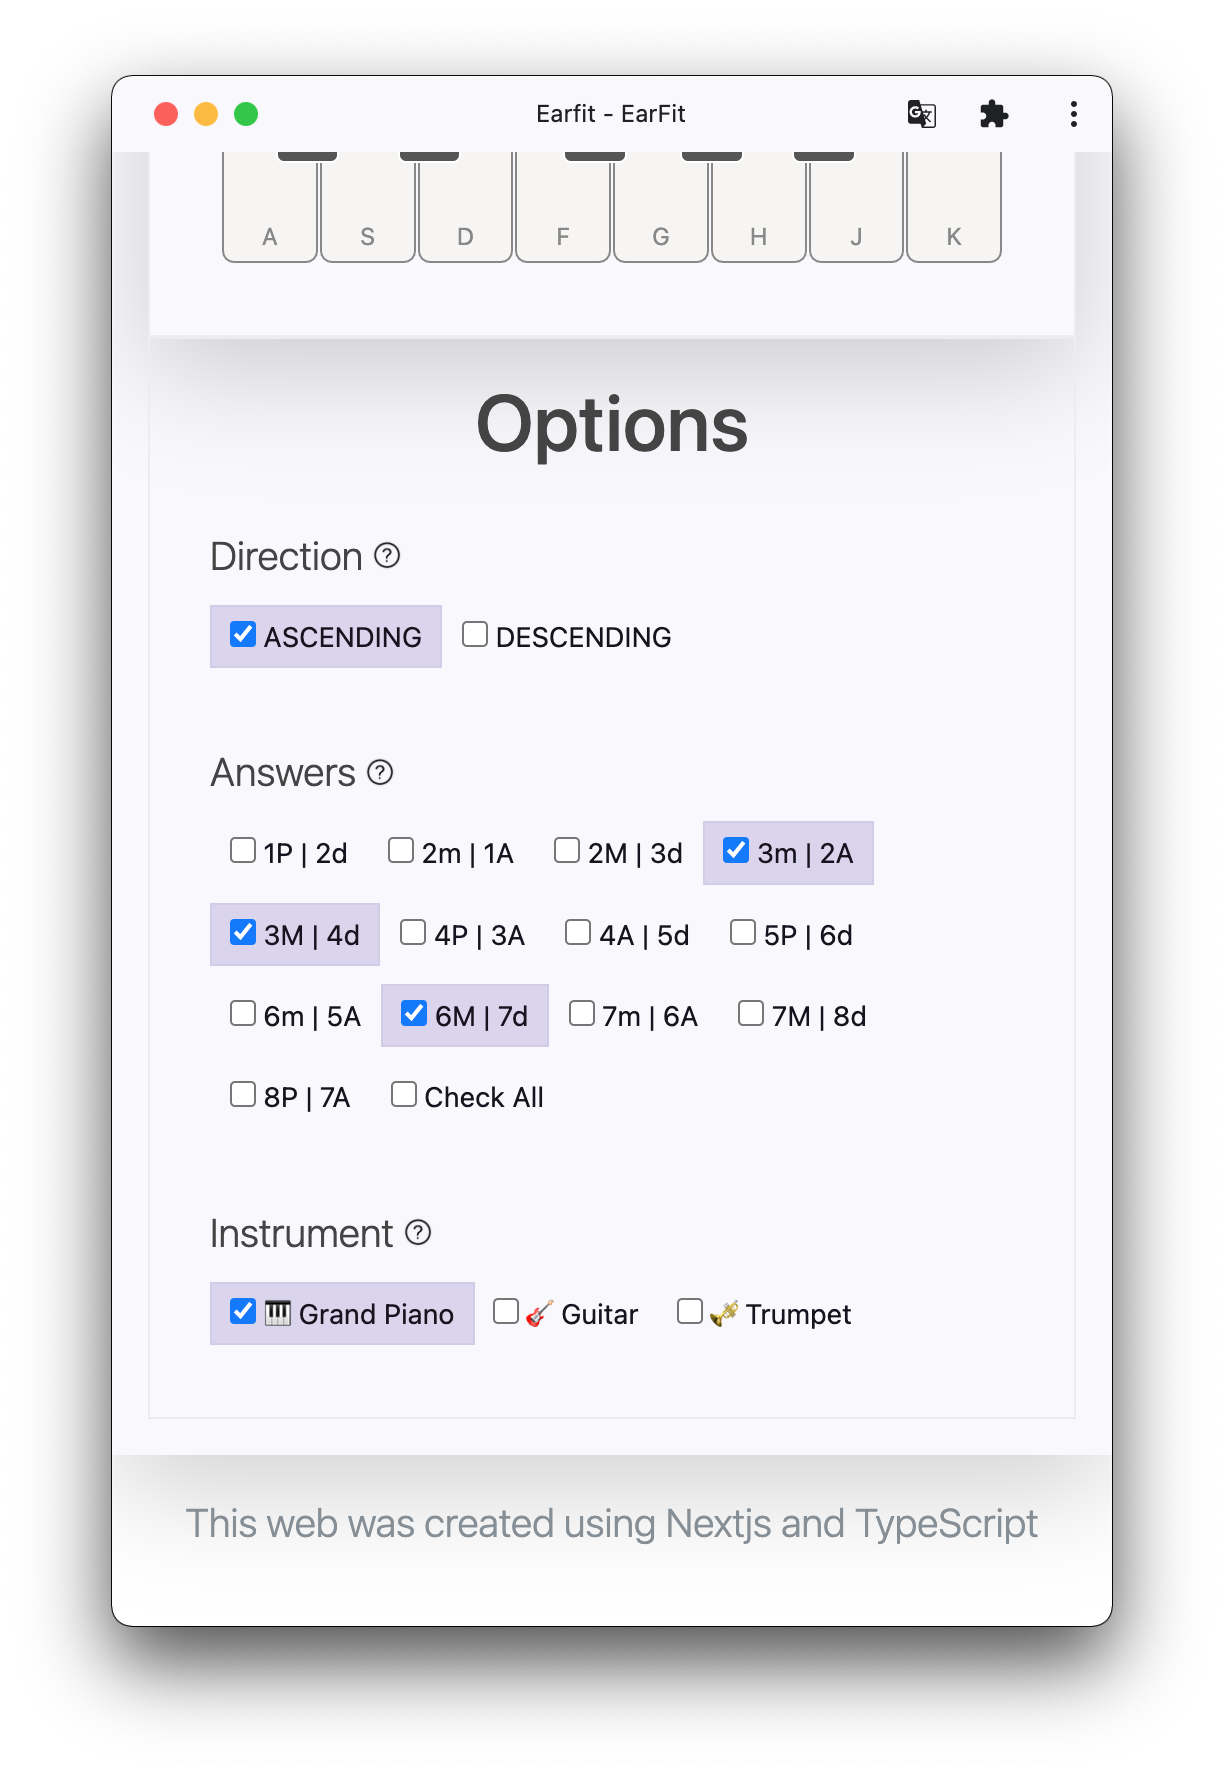 Earfit - EarFit
A S D F G H J K
Options
Direction ?
ASCENDING DESCENDING
Answers ?
1P | 2d 2m | 1A 2M | 3d 3m | 2A
3M | 4d 4P | 3A 4A | 5d 5P | 6d
6m | 5A 6M | 7d 7m | 6A 7M | 8d
8P | 7A Check All
Instrument ?
🎹 Grand Piano 🎸 Guitar 🎺 Trumpet
This web was created using Nextjs and TypeScript